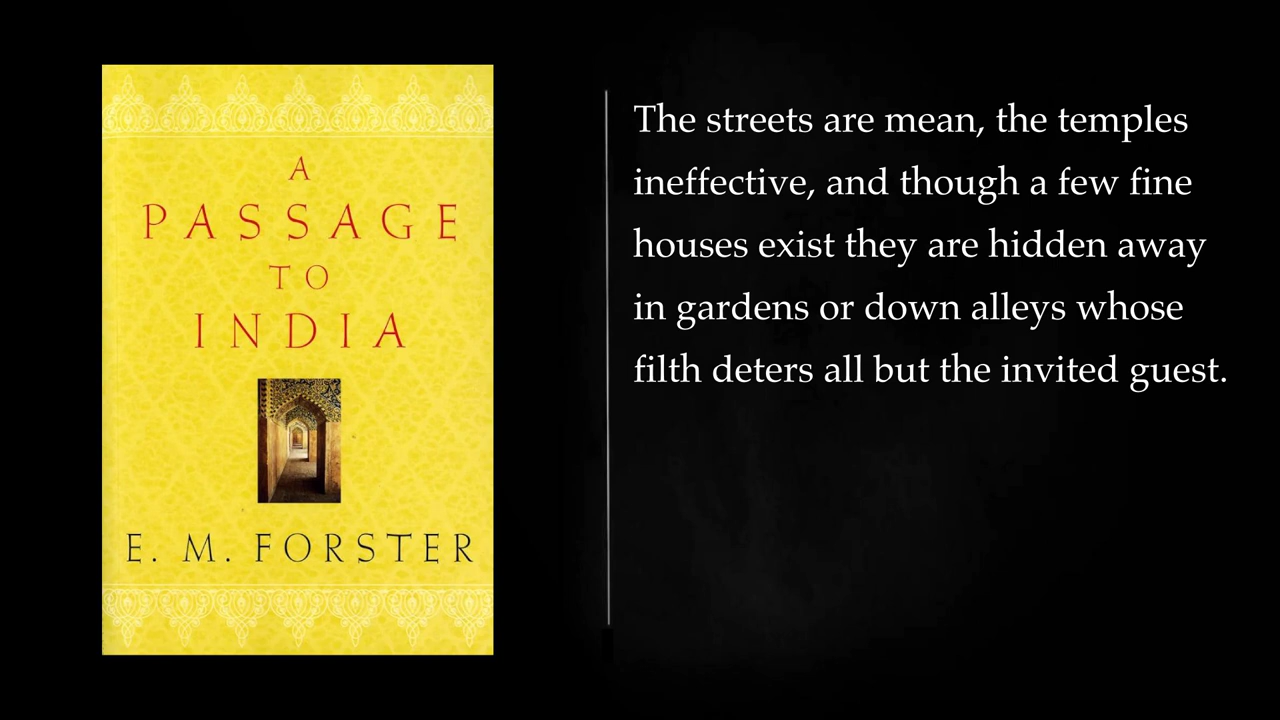 A
PASSAGE
TO
INDIA
E. M. FORSTER
The streets are mean, the temples
ineffective, and though a few fine
houses exist they are hidden away
in gardens or down alleys whose
filth deters all but the invited guest.